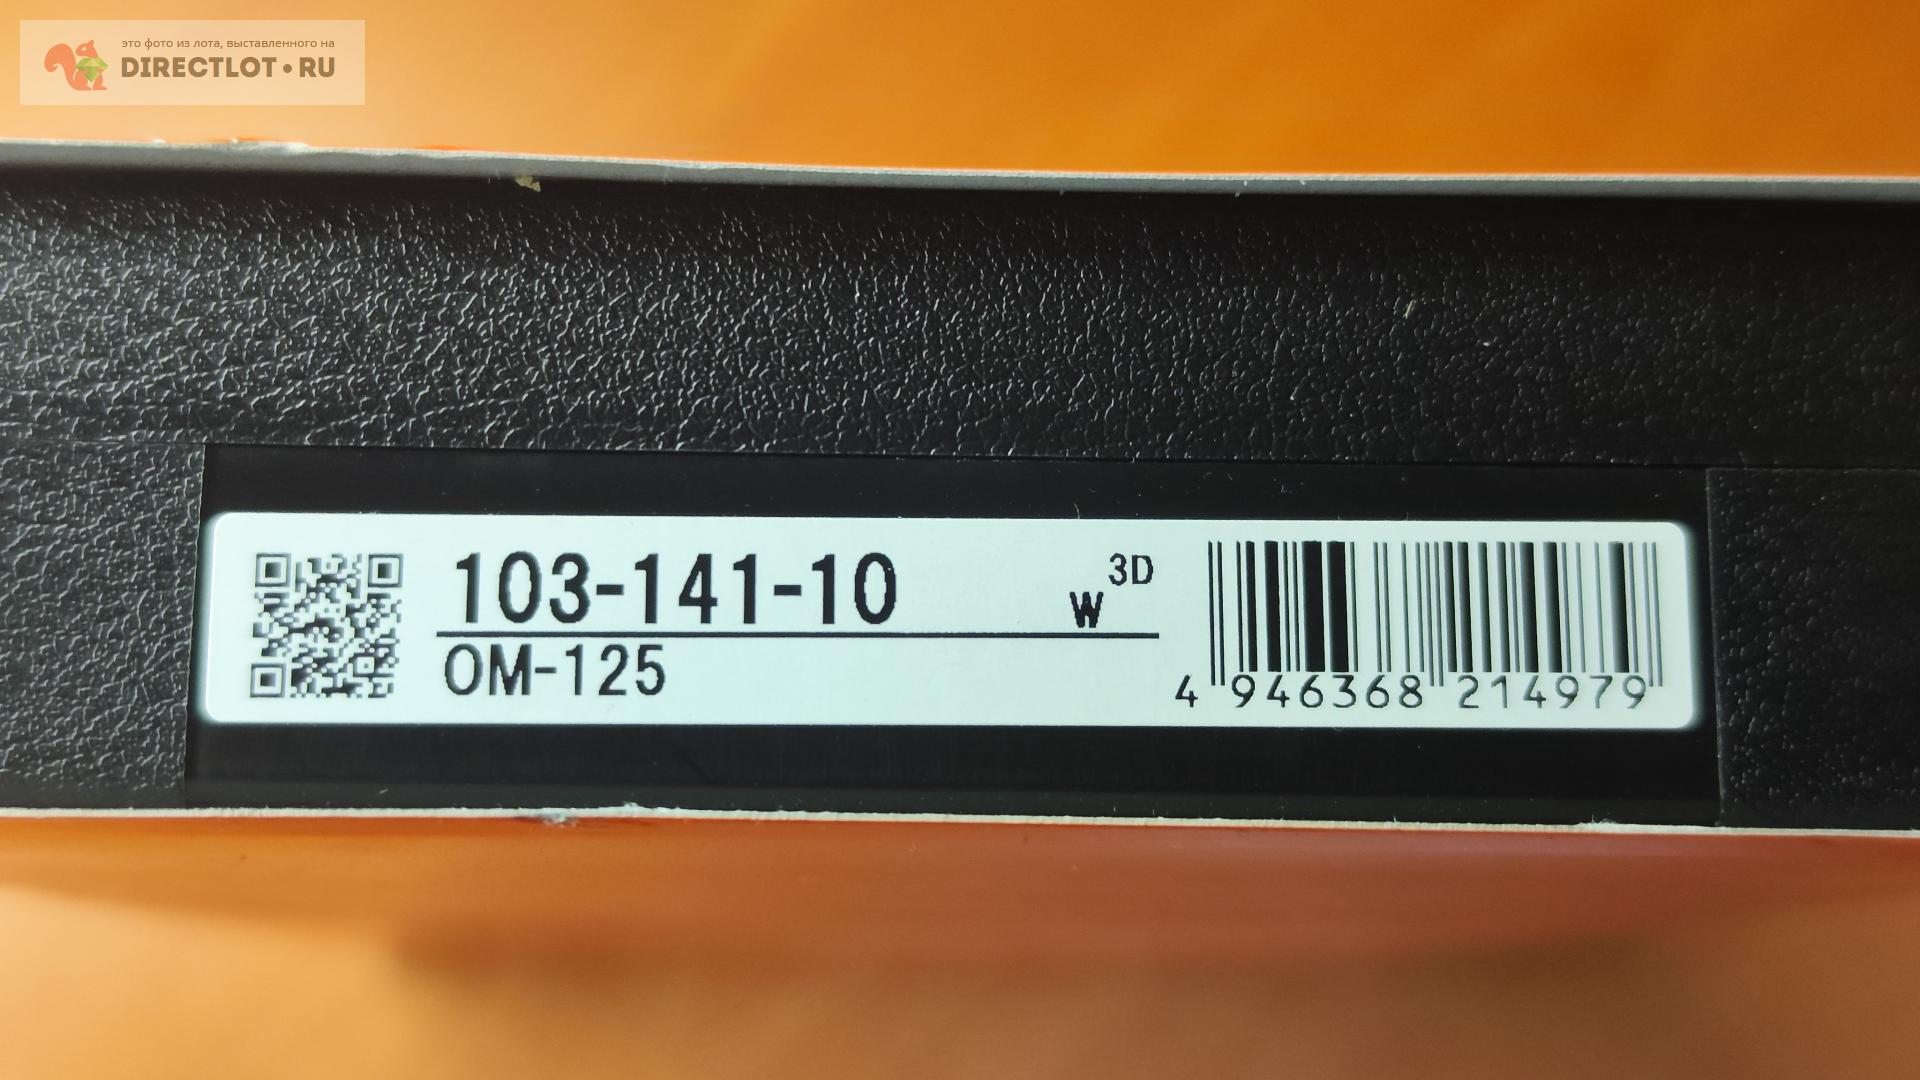 это фото из лота, выставленного на
DIRECTLOT•RU
103-141-10
W 3D
OM-125
4 946368 214979